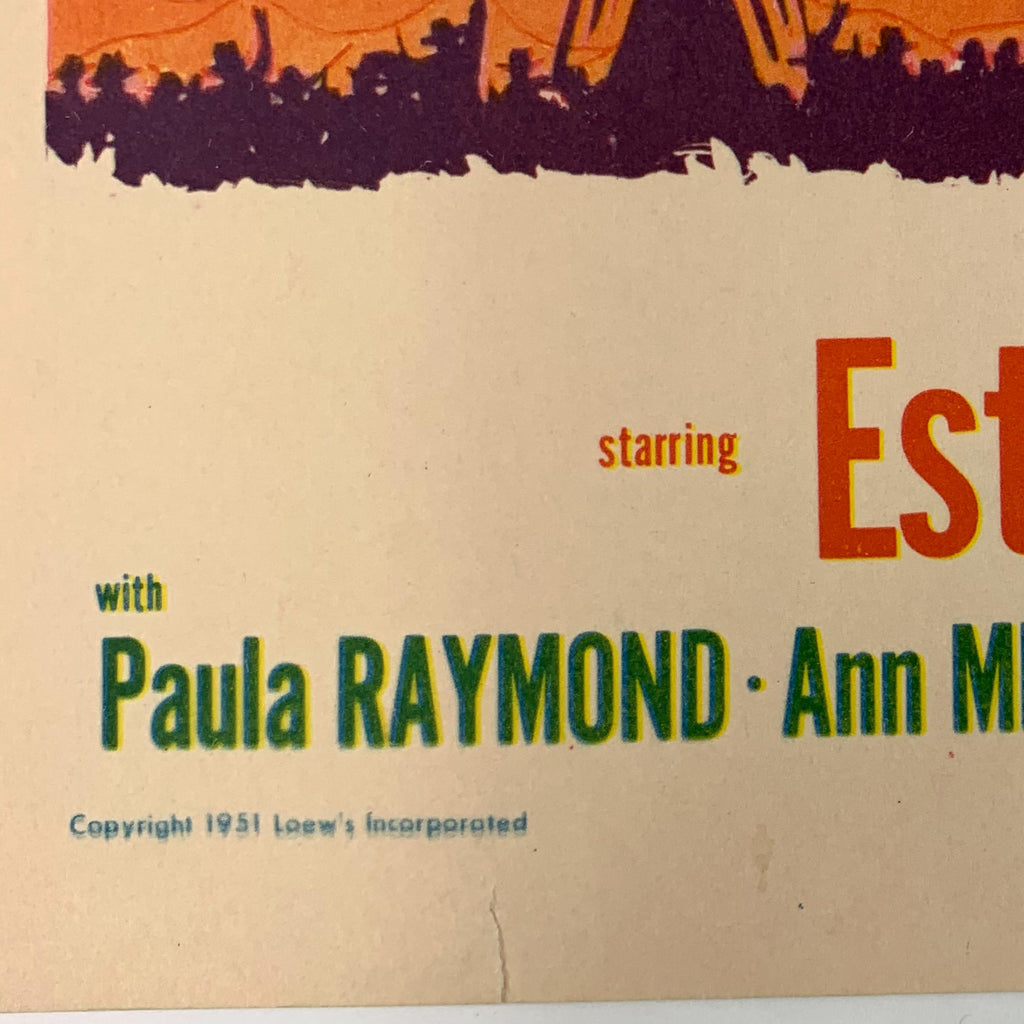 starring Est
with
Paula RAYMOND · Ann M
Copyright 1951 Loew's Incorporated